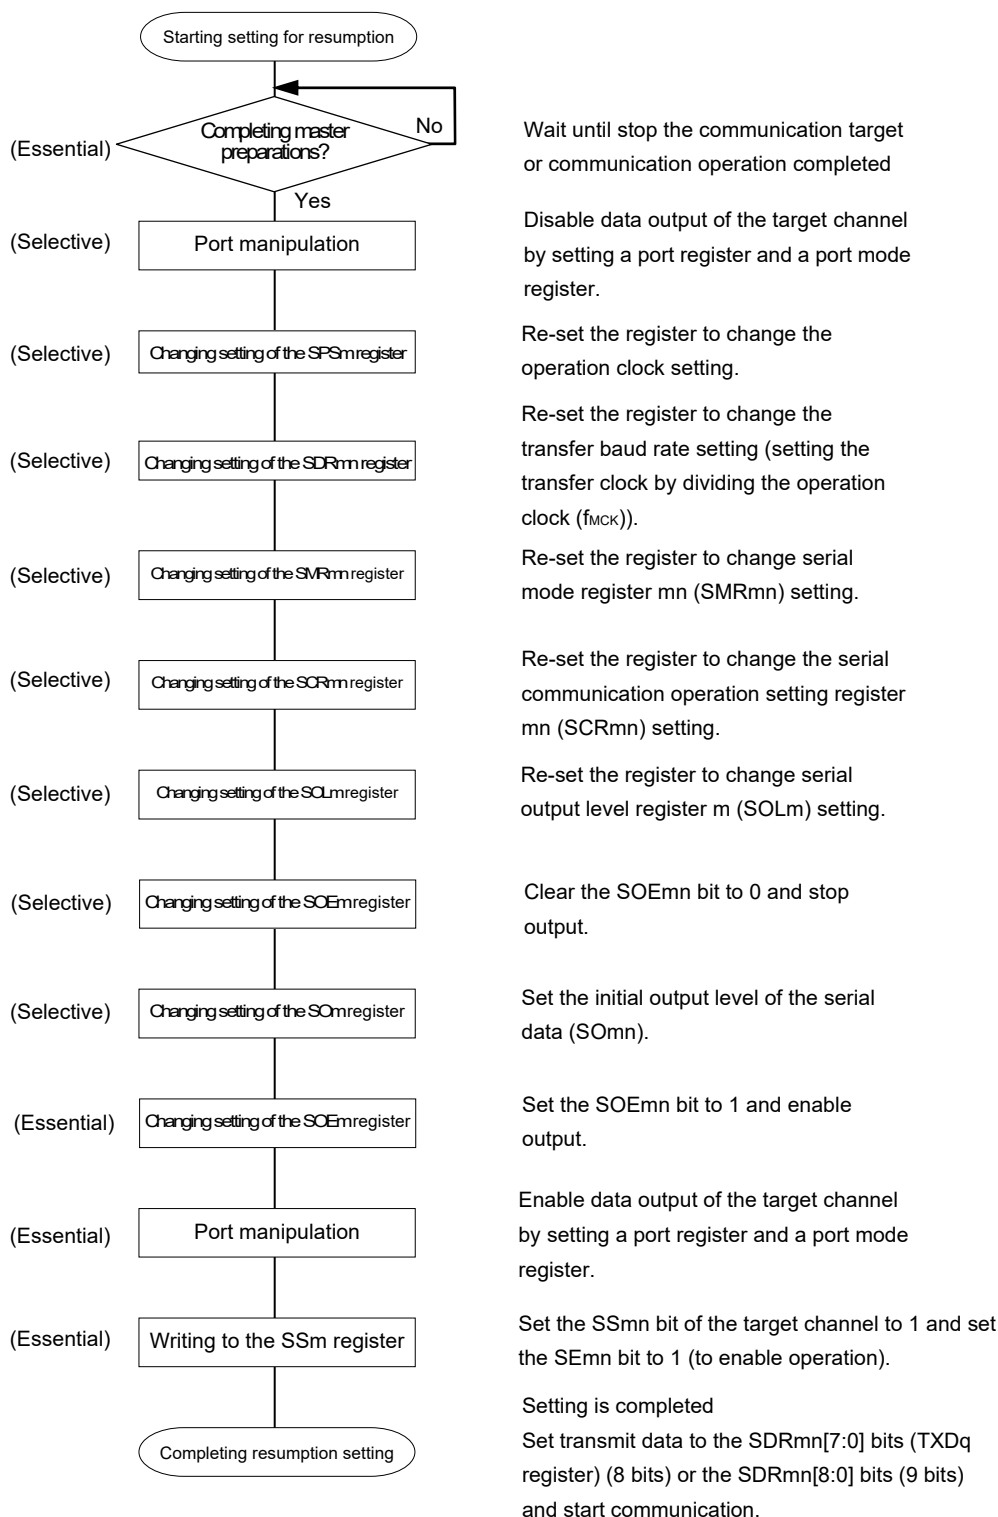 Starting setting for resumption
(Essential)
Completing master
preparations?
No
Yes
Wait until stop the communication target
or communication operation completed
(Selective)
Port manipulation
Disable data output of the target channel
by setting a port register and a port mode
register.
(Selective)
Changing setting of the SPSm register
Re-set the register to change the
operation clock setting.
(Selective)
Changing setting of the SDRmn register
Re-set the register to change the
transfer baud rate setting (setting the
transfer clock by dividing the operation
clock (fMCK)).
(Selective)
Changing setting of the SMRmn register
Re-set the register to change serial
mode register mn (SMRmn) setting.
(Selective)
Changing setting of the SCRmn register
Re-set the register to change the serial
communication operation setting register
mn (SCRmn) setting.
(Selective)
Changing setting of the SOLm register
Re-set the register to change serial
output level register m (SOLm) setting.
(Selective)
Changing setting of the SOEm register
Clear the SOEmn bit to 0 and stop
output.
(Selective)
Changing setting of the SOm register
Set the initial output level of the serial
data (SOmn).
(Essential)
Changing setting of the SOEm register
Set the SOEmn bit to 1 and enable
output.
(Essential)
Port manipulation
Enable data output of the target channel
by setting a port register and a port mode
register.
(Essential)
Writing to the SSm register
Set the SSmn bit of the target channel to 1 and set
the SEmn bit to 1 (to enable operation).
Completing resumption setting
Setting is completed
Set transmit data to the SDRmn[7:0] bits (TXDq
register) (8 bits) or the SDRmn[8:0] bits (9 bits)
and start communication.